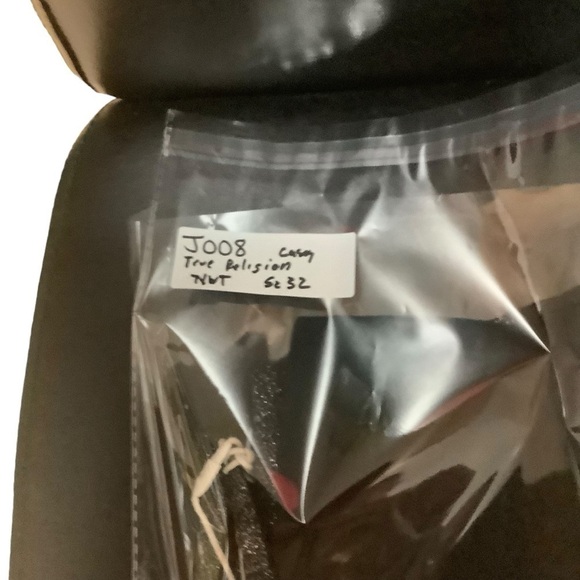 J008 Casey
True Religion
NWT Sz 32